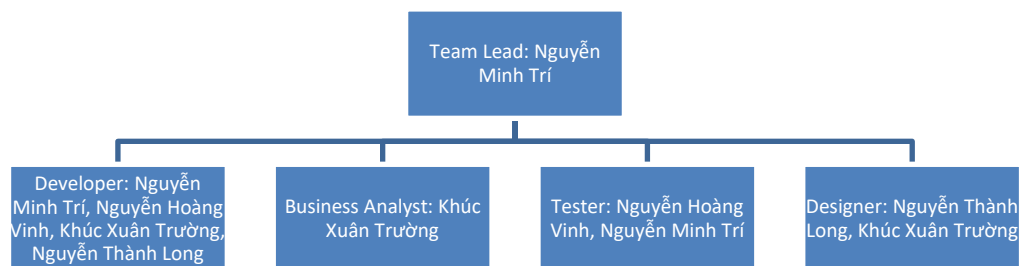 Team Lead: Nguyễn
Minh Trí
Developer: Nguyễn
Minh Trí, Nguyễn Hoàng
Vinh, Khúc Xuân Trường,
Nguyễn Thành Long
Business Analyst: Khúc
Xuân Trường
Tester: Nguyễn Hoàng
Vinh, Nguyễn Minh Trí
Designer: Nguyễn Thành
Long, Khúc Xuân Trường